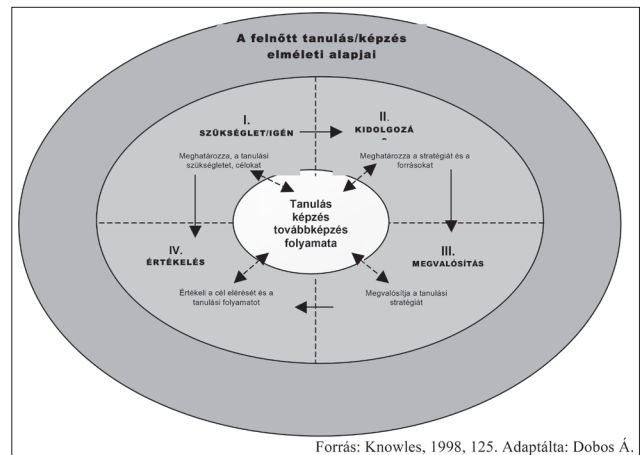 A felnőtt tanulás/képzés
elméleti alapjai
I.
SZÜKSÉGLET/IGÉN
Meghatározza, a tanulási
szükségletet, célokat
II.
KIDOLGOZÁ
Meghatározza a stratégiát és a
forrásokat
Tanulás
képzés
továbbképzés
folyamata
III.
MEGVALÓSÍTÁS
Megvalósítja a tanulási
stratégiát
IV.
ÉRTÉKELÉS
Értékeli a cél elérését és a
tanulási folyamatot
Forrás: Knowles, 1998, 125. Adaptálta: Dobos Á.